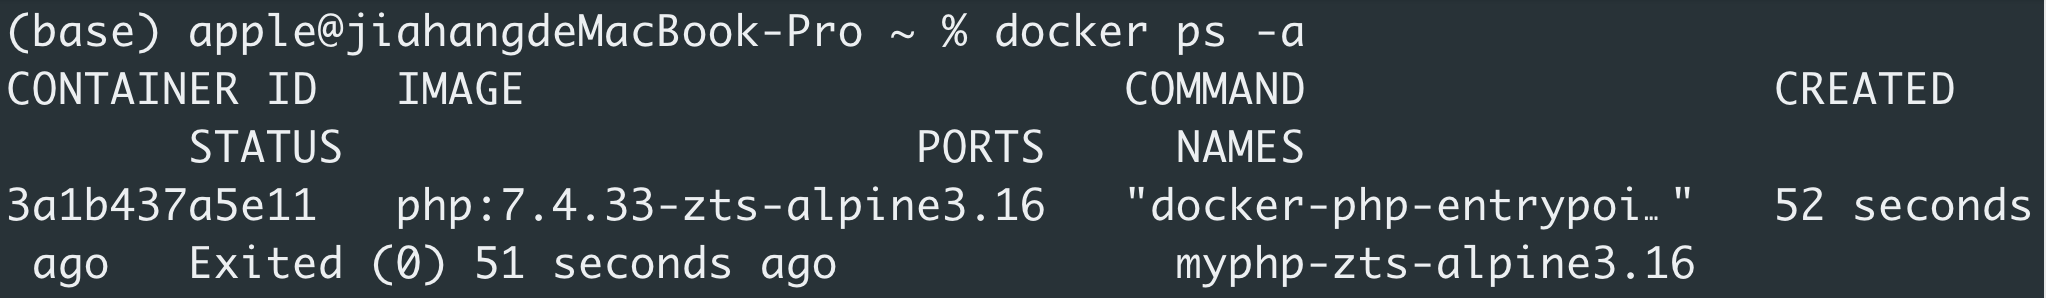 (base) apple@jiahangdeMacBook-Pro ~ % docker ps -a
CONTAINER ID   IMAGE                       COMMAND                  CREATED
       STATUS                      PORTS     NAMES
3a1b437a5e11   php:7.4.33-zts-alpine3.16   "docker-php-entrypoi…"   52 seconds
 ago   Exited (0) 51 seconds ago             myphp-zts-alpine3.16